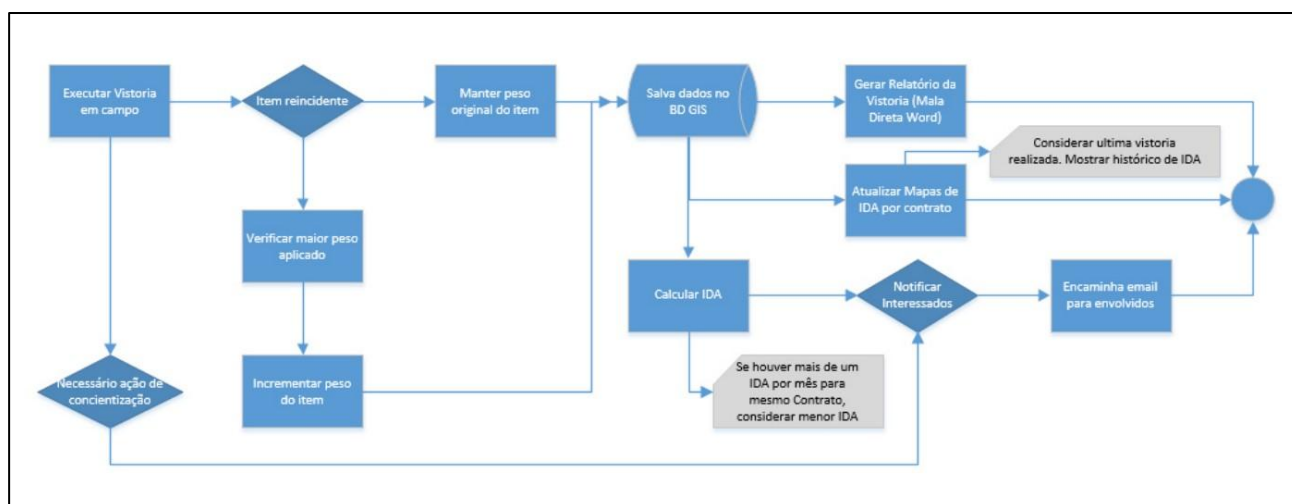 Executar Vistoria
em campo
Item reincidente
Manter peso
original do item
Salva dados no
BD GIS
Gerar Relatório da
Vistoria (Mala
Direta Word)
Considerar ultima vistoria
realizada. Mostrar histórico de IDA
Atualizar Mapas de
IDA por contrato
Verificar maior peso
aplicado
Calcular IDA
Notificar
Interessados
Encaminha email
para envolvidos
Necessário ação de
concientização
Incrementar peso
do item
Se houver mais de um
IDA por mês para
mesmo Contrato,
considerar menor IDA